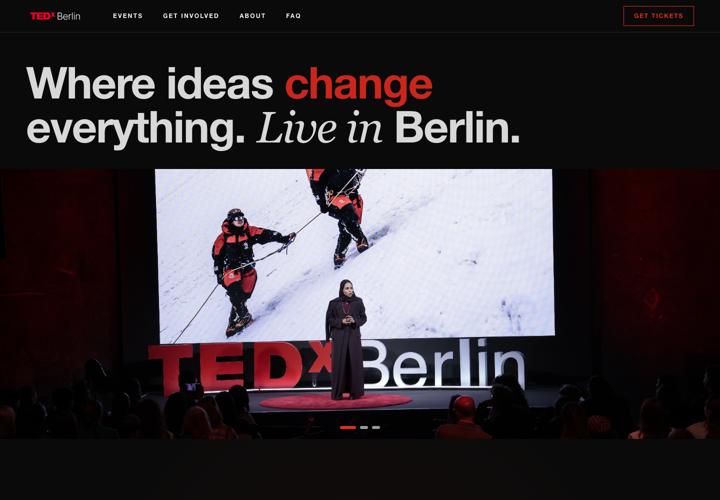 TEDx Berlin
EVENTS
GET INVOLVED
ABOUT
FAQ
GET TICKETS
Where ideas change
everything. Live in Berlin.
TEDx Berlin